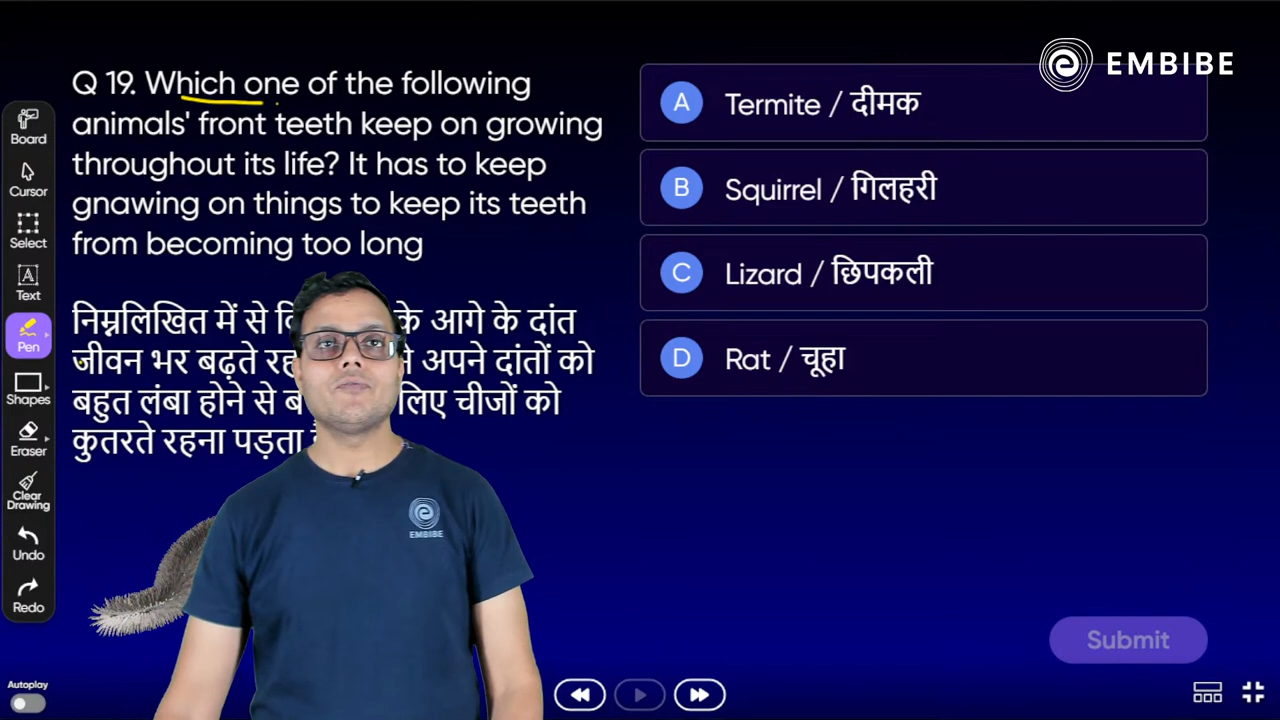 EMBIBE
Q 19. Which one of the following
animals' front teeth keep on growing
throughout its life? It has to keep
gnawing on things to keep its teeth
from becoming too long
निम्नलिखित में से के आगे के दांत
जीवन भर बढ़ते अपने दांतों को
बहुत लंबा होने से लिए चीजों को
कुतरते रहना पड़ता
A Termite / दीमक
B Squirrel / गिलहरी
C Lizard / छिपकली
D Rat / चूहा
Board
Cursor
Select
A
Text
Pen
Shapes
Eraser
Clear
Drawing
Undo
Redo
Autoplay
EMBIBE
Submit